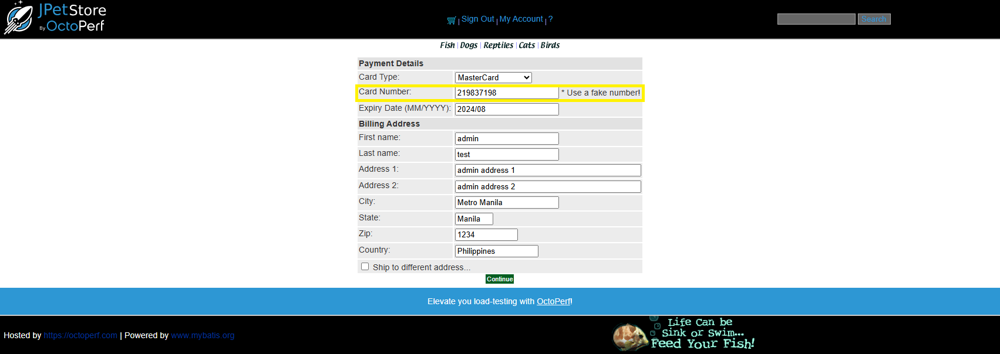 JPetStore
By OctoPerf
Sign Out | My Account | ?
Search
Fish | Dogs | Reptiles | Cats | Birds
Payment Details
Card Type: MasterCard
Card Number: 219837198 * Use a fake number!
Expiry Date (MM/YYYY): 2024/08
Billing Address
First name: admin
Last name: test
Address 1: admin address 1
Address 2: admin address 2
City: Metro Manila
State: Manila
Zip: 1234
Country: Philippines
Ship to different address...
Continue
Elevate you load-testing with OctoPerf!
Hosted by https://octoperf.com | Powered by www.mybatis.org
Life Can be
Sink or Swim...
Feed Your Fish!